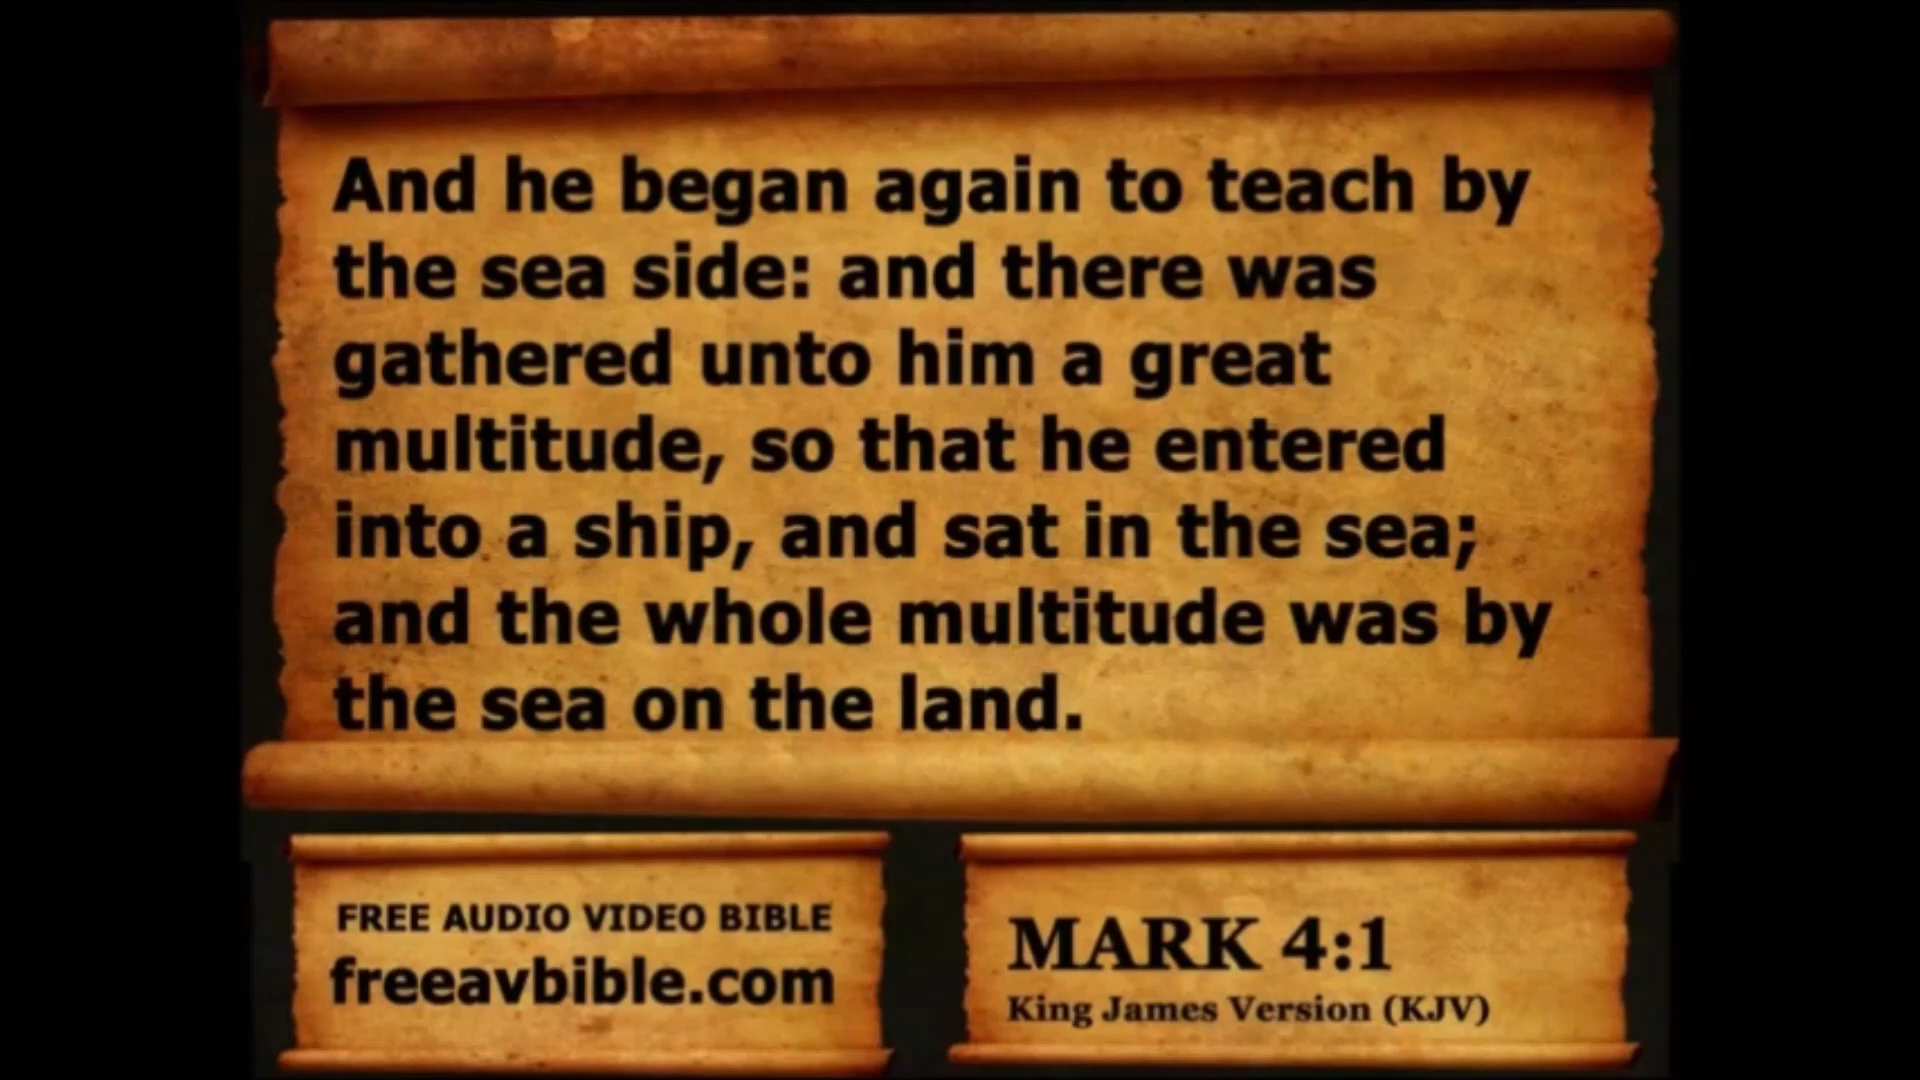 And he began again to teach by
the sea side: and there was
gathered unto him a great
multitude, so that he entered
into a ship, and sat in the sea;
and the whole multitude was by
the sea on the land.
FREE AUDIO VIDEO BIBLE
freeavbible.com
MARK 4:1
King James Version (KJV)